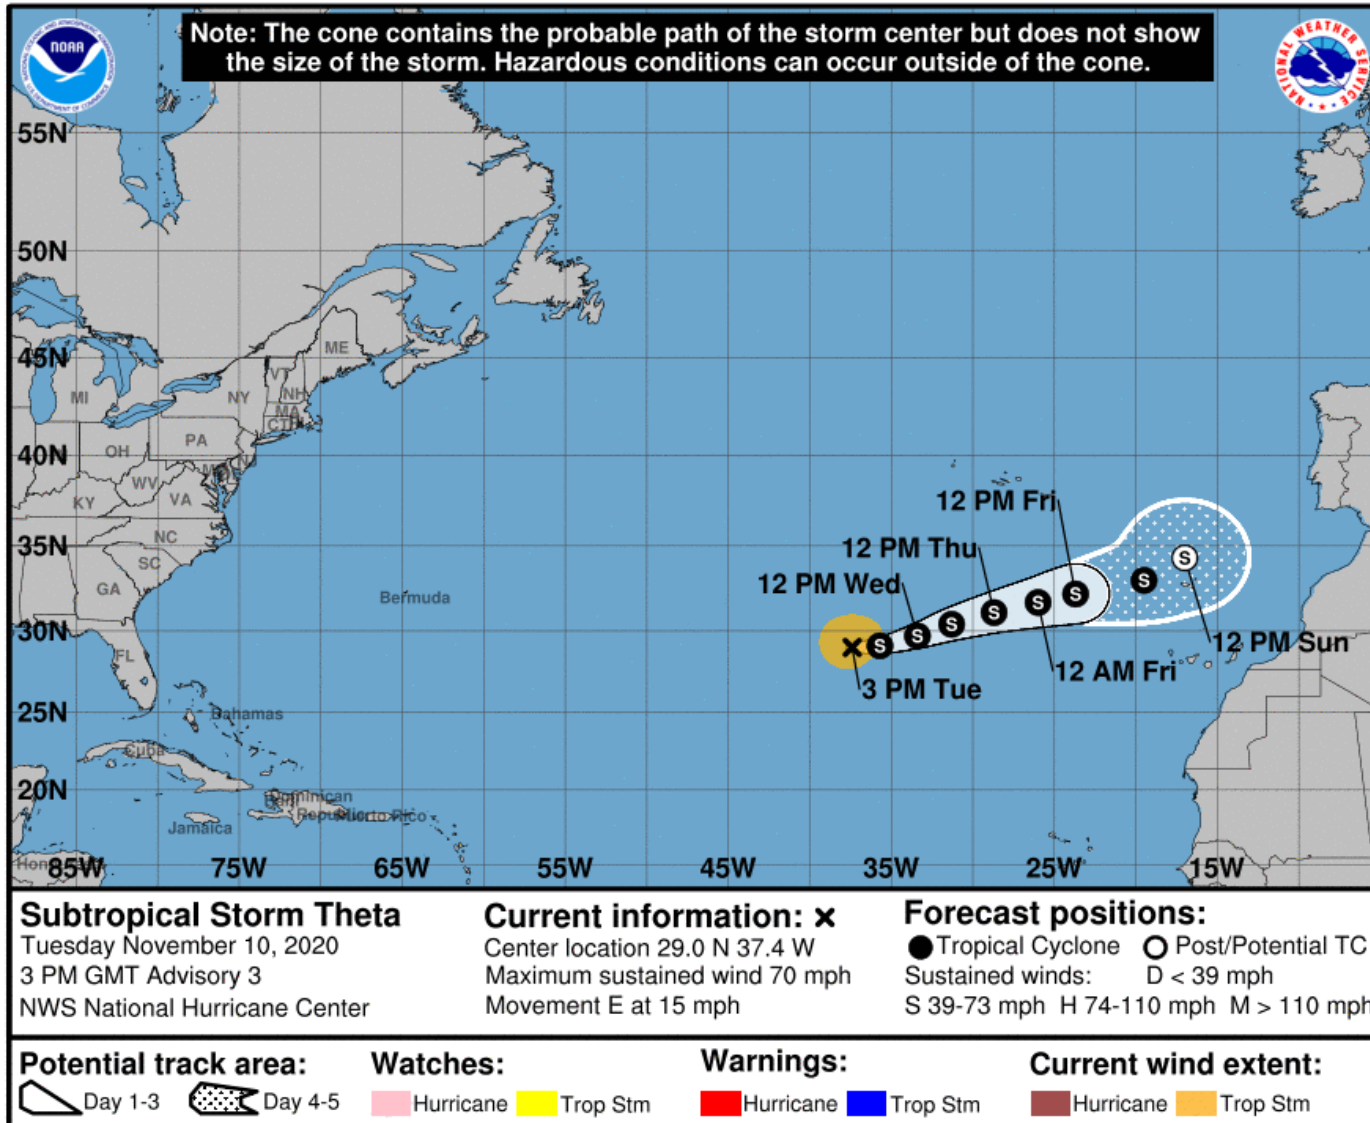 Note: The cone contains the probable path of the storm center but does not show
the size of the storm. Hazardous conditions can occur outside of the cone.
NOAA
NATIONAL WEATHER SERVICE
55N
50N
45N
ME
VT
NH
MI
NY
MA
CT
40N
PA
OH
WV
KY
VA
12 PM Fri
35N
NC
12 PM Thu
SC
12 PM Wed
GA
Bermuda
30N
S S S S S S S S
12 PM Sun
FL
12 AM Fri
3 PM Tue
25N
Bahamas
Cuba
20N
Dominican
Republic
Puerto Rico
Jamaica
85W 75W 65W 55W 45W 35W 25W 15W
Subtropical Storm Theta
Tuesday November 10, 2020
3 PM GMT Advisory 3
NWS National Hurricane Center
Current information: ×
Center location 29.0 N 37.4 W
Maximum sustained wind 70 mph
Movement E at 15 mph
Forecast positions:
Tropical Cyclone Post/Potential TC
Sustained winds: D < 39 mph
S 39-73 mph H 74-110 mph M > 110 mph
Potential track area:
Day 1-3 Day 4-5
Watches:
Hurricane Trop Stm
Warnings:
Hurricane Trop Stm
Current wind extent:
Hurricane Trop Stm